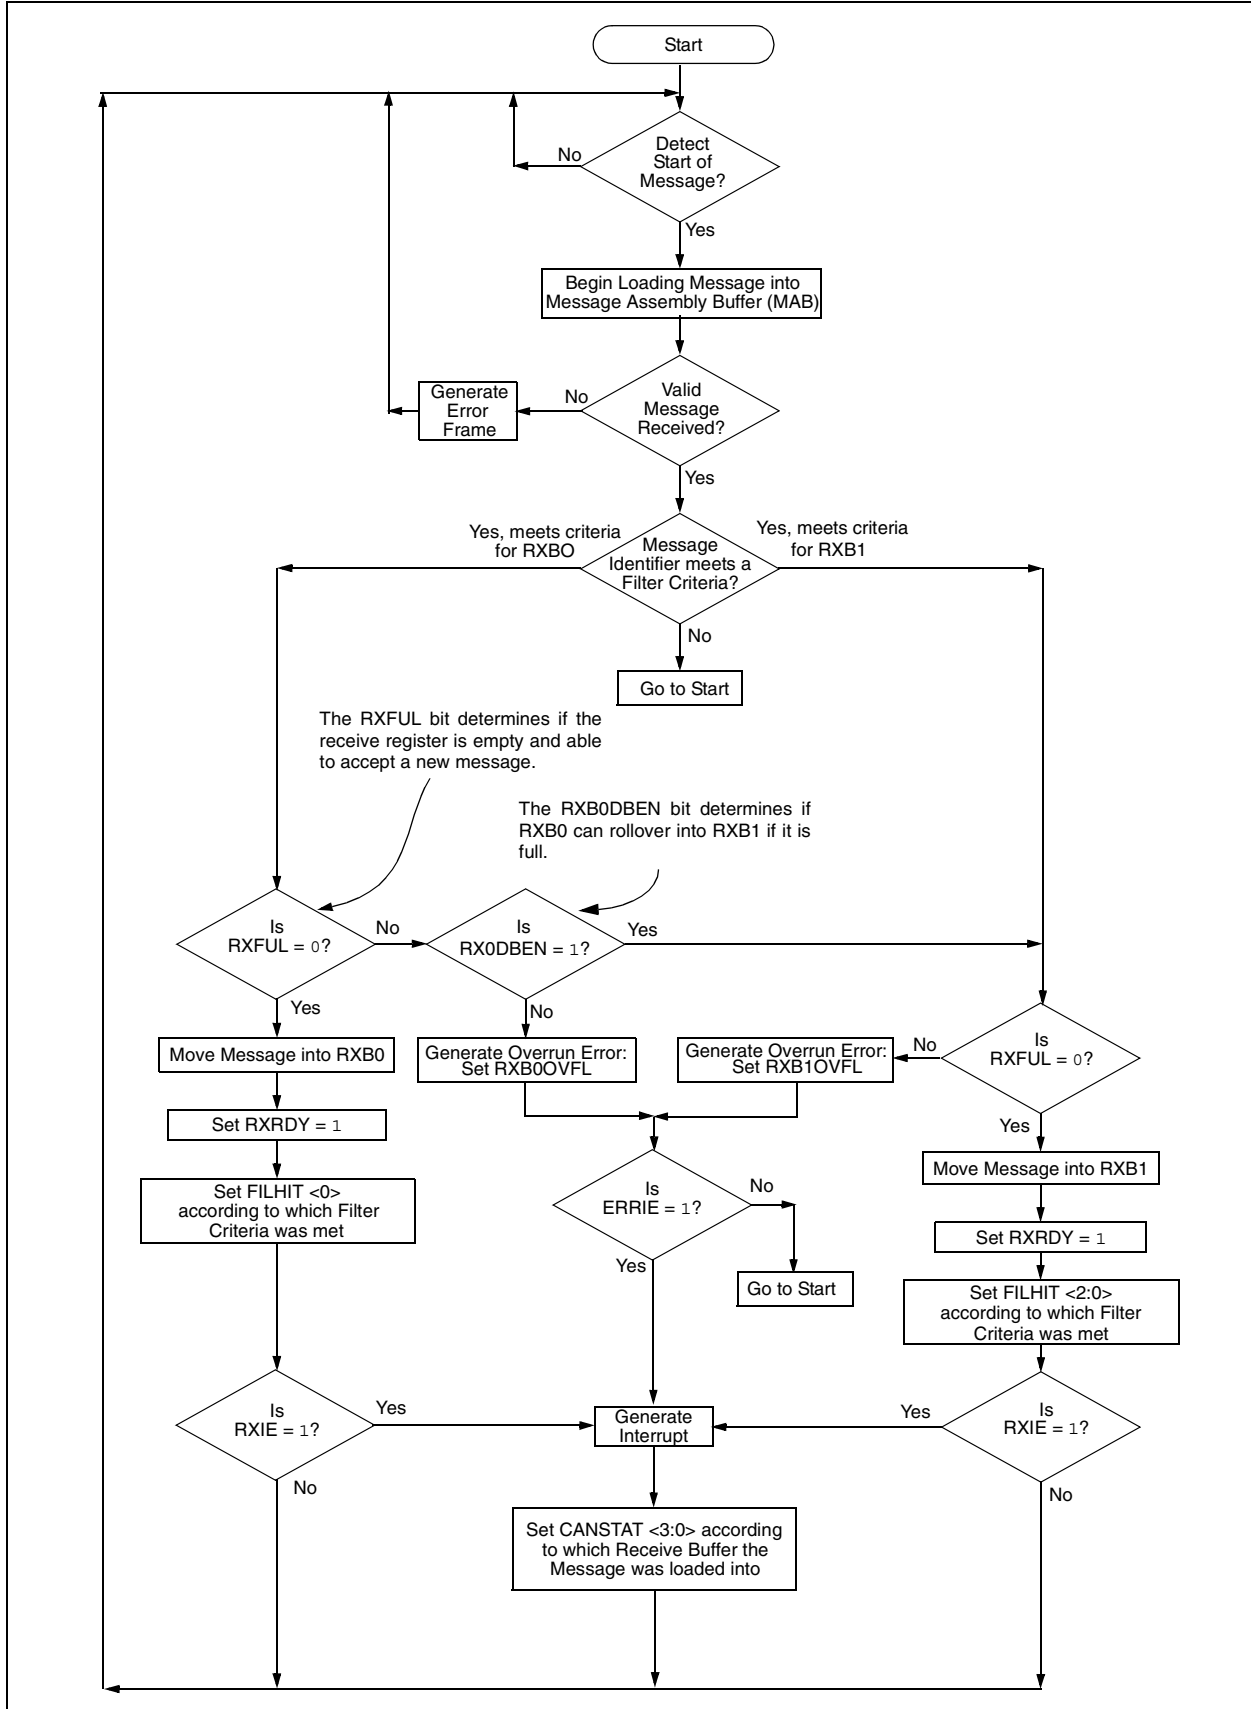 Start
Detect
Start of
Message?
No
Yes
Begin Loading Message into
Message Assembly Buffer (MAB)
Valid
Message
Received?
No
Generate
Error
Frame
Yes
Yes, meets criteria
for RXBO
Message
Identifier meets a
Filter Criteria?
Yes, meets criteria
for RXB1
No
Go to Start
The RXFUL bit determines if the
receive register is empty and able
to accept a new message.
The RXB0DBEN bit determines if
RXB0 can rollover into RXB1 if it is
full.
Is
RXFUL = 0?
No
Is
RX0DBEN = 1?
Yes
Yes
No
Move Message into RXB0
Generate Overrun Error:
Set RXB0OVFL
Generate Overrun Error:
Set RXB1OVFL
No
Is
RXFUL = 0?
Set RXRDY = 1
Yes
Set FILHIT <0>
according to which Filter
Criteria was met
Is
ERRIE = 1?
No
Move Message into RXB1
Yes
Go to Start
Set RXRDY = 1
Set FILHIT <2:0>
according to which Filter
Criteria was met
Is
RXIE = 1?
Yes
Generate
Interrupt
Yes
Is
RXIE = 1?
No
No
Set CANSTAT <3:0> according
to which Receive Buffer the
Message was loaded into